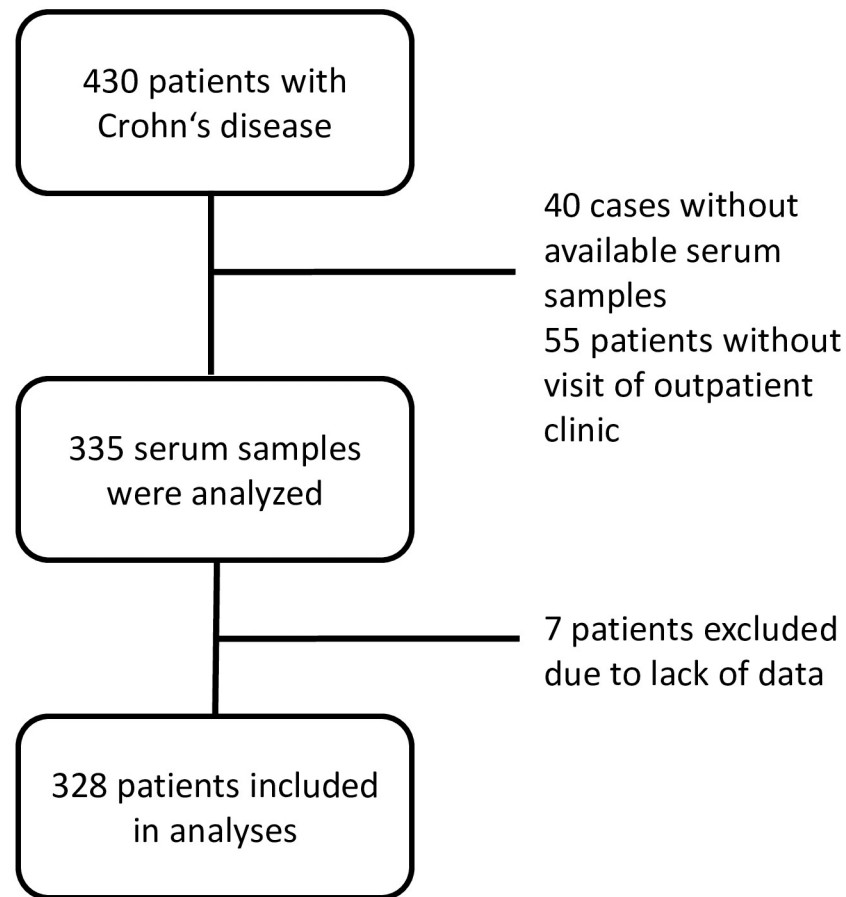 430 patients with
Crohn‘s disease
40 cases without
available serum
samples
55 patients without
visit of outpatient
clinic
335 serum samples
were analyzed
7 patients excluded
due to lack of data
328 patients included
in analyses